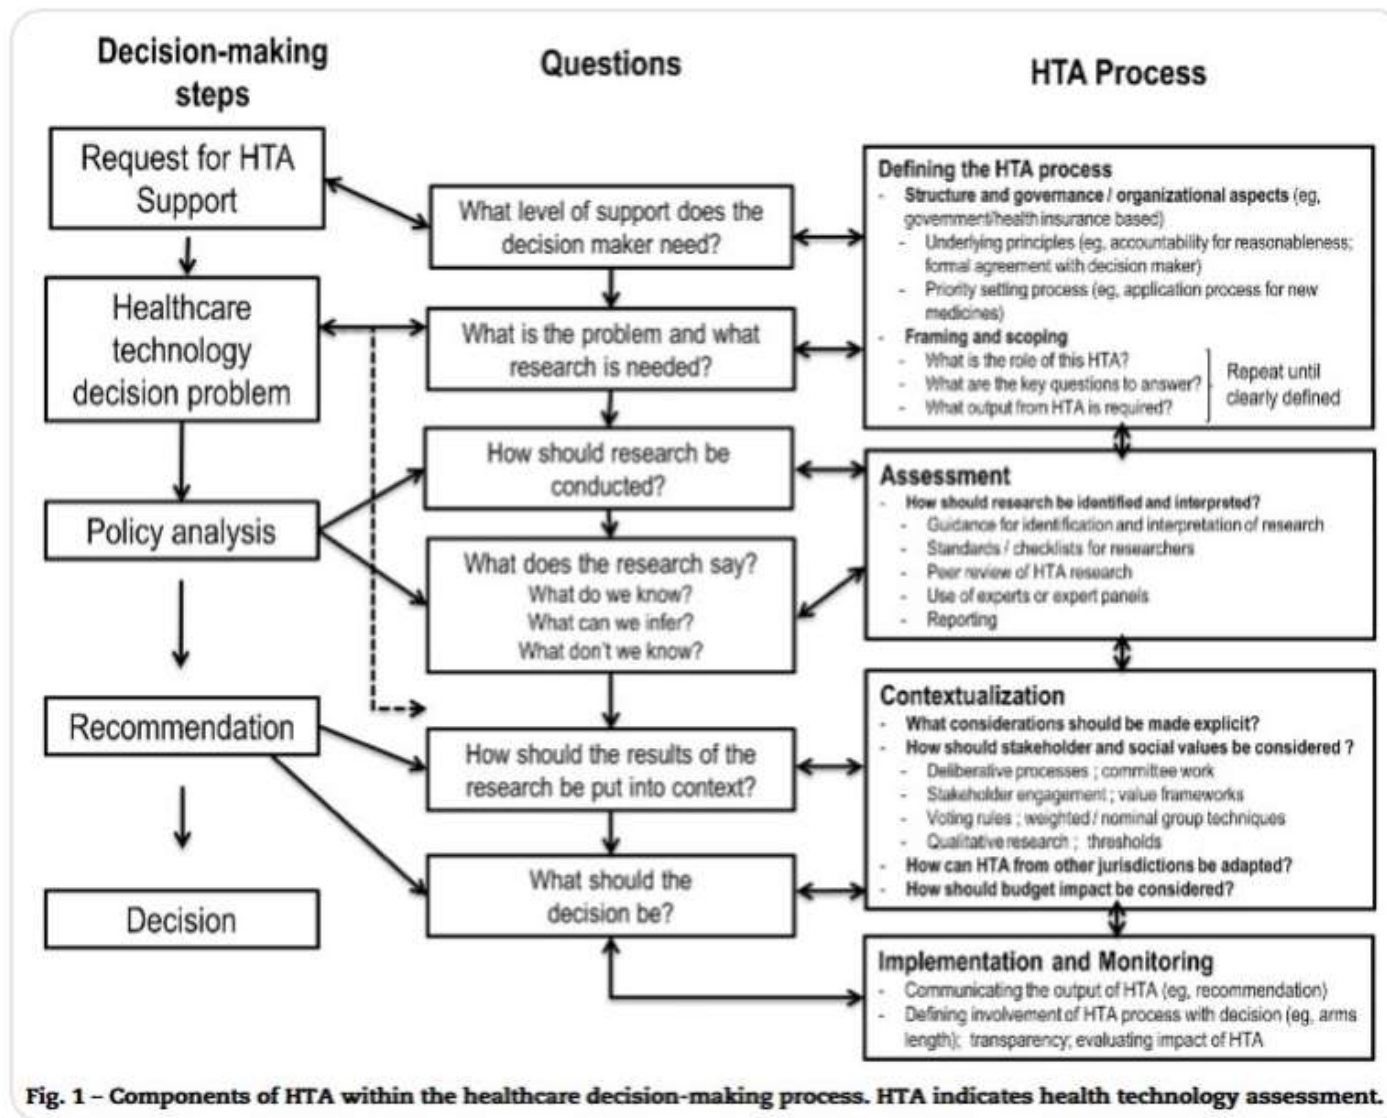 Decision-making
steps
Questions
HTA Process
Request for HTA
Support
Healthcare
technology
decision problem
Policy analysis
Recommendation
Decision
What level of support does the
decision maker need?
What is the problem and what
research is needed?
How should research be
conducted?
What does the research say?
What do we know?
What can we infer?
What don't we know?
How should the results of the
research be put into context?
What should the
decision be?
Defining the HTA process
- Structure and governance / organizational aspects (eg,
government/health insurance based)
- Underlying principles (eg, accountability for reasonableness;
formal agreement with decision maker)
- Priority setting process (eg, application process for new
medicines)
- Framing and scoping
- What is the role of this HTA?
- What are the key questions to answer?
- What output from HTA is required?
Repeat until
clearly defined
Assessment
- How should research be identified and interpreted?
- Guidance for identification and interpretation of research
- Standards / checklists for researchers
- Peer review of HTA research
- Use of experts or expert panels
- Reporting
Contextualization
- What considerations should be made explicit?
- How should stakeholder and social values be considered ?
- Deliberative processes ; committee work
- Stakeholder engagement ; value frameworks
- Voting rules ; weighted / nominal group techniques
- Qualitative research ; thresholds
- How can HTA from other jurisdictions be adapted?
- How should budget impact be considered?
Implementation and Monitoring
- Communicating the output of HTA (eg, recommendation)
- Defining involvement of HTA process with decision (eg, arms
length); transparency; evaluating impact of HTA
Fig. 1 – Components of HTA within the healthcare decision-making process. HTA indicates health technology assessment.